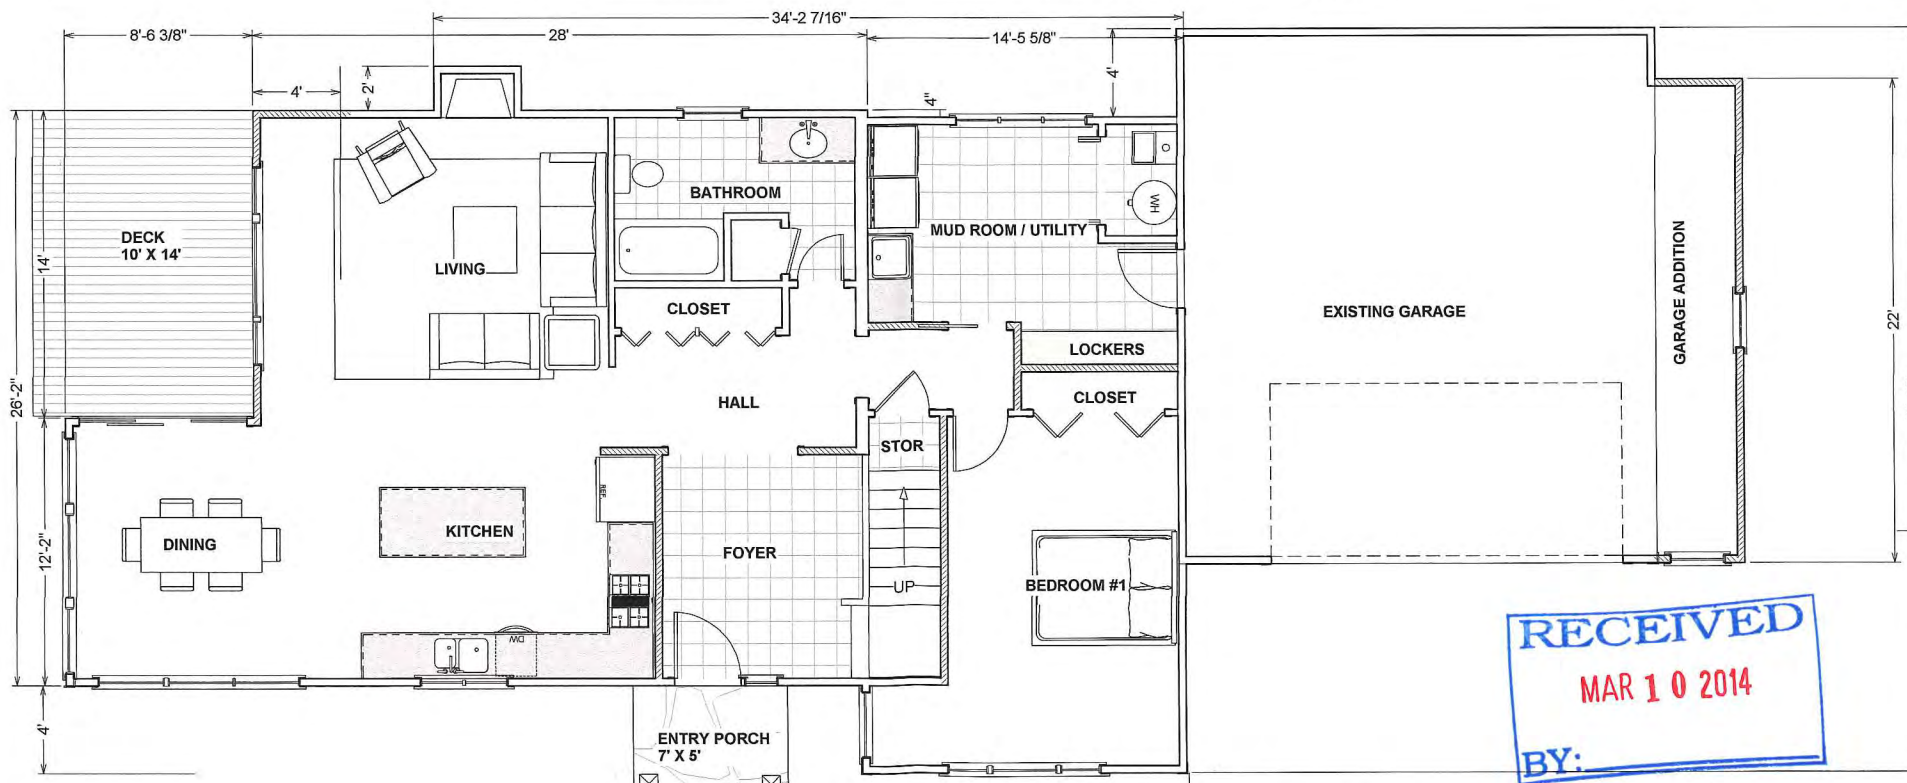 34'-2 7/16"
8'-6 3/8"
28'
14'-5 5/8"
4'
2'
4'
4"
BATHROOM
WH
DECK
10' X 14'
14'
MUD ROOM / UTILITY
LIVING
GARAGE ADDITION
CLOSET
EXISTING GARAGE
22'
LOCKERS
26'-2"
HALL
CLOSET
STOR
REF.
KITCHEN
DINING
12'-2"
FOYER
UP
BEDROOM #1
DW
RECEIVED
MAR 10 2014
BY:
4'
ENTRY PORCH
7' X 5'